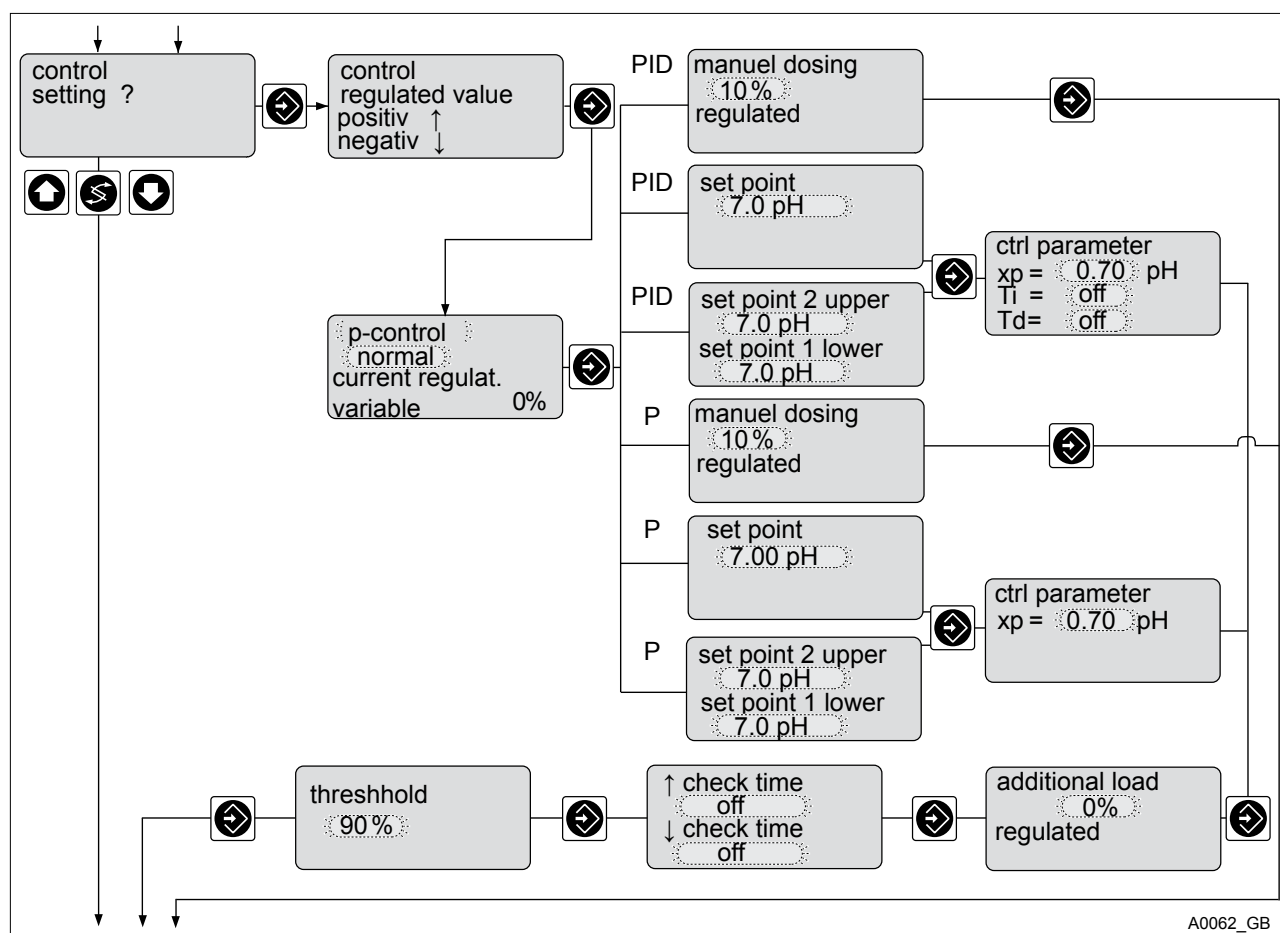 control
setting ?
control
regulated value
positiv ↑
negativ ↓
PID
manuel dosing
10%
regulated
PID
set point
7.0 pH
ctrl parameter
xp = 0.70 pH
Ti = off
Td= off
PID
set point 2 upper
7.0 pH
set point 1 lower
7.0 pH
p-control
normal
current regulat.
variable 0%
P
manuel dosing
10%
regulated
P
set point
7.00 pH
ctrl parameter
xp = 0.70 pH
P
set point 2 upper
7.0 pH
set point 1 lower
7.0 pH
threshhold
90%
↑ check time
off
↓ check time
off
additional load
0%
regulated
A0062_GB